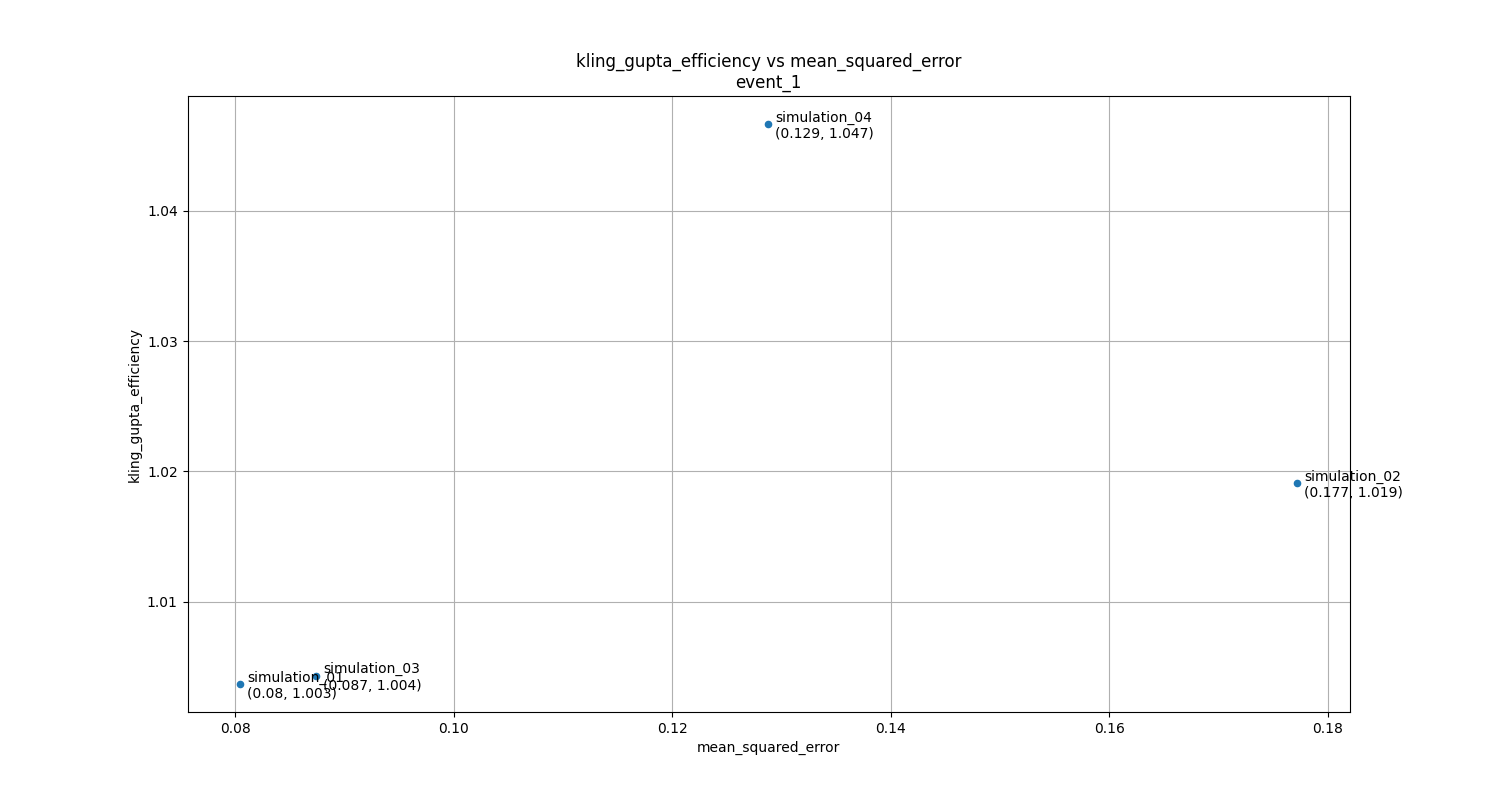 kling_gupta_efficiency vs mean_squared_error
event_1
simulation_04
(0.129, 1.047)
1.04
1.03
kling_gupta_efficiency
1.02
simulation_02
(0.177, 1.019)
1.01
simulation_03
(0.087, 1.004)
simulation_01
(0.08, 1.003)
0.08
0.10
0.12
0.14
0.16
0.18
mean_squared_error